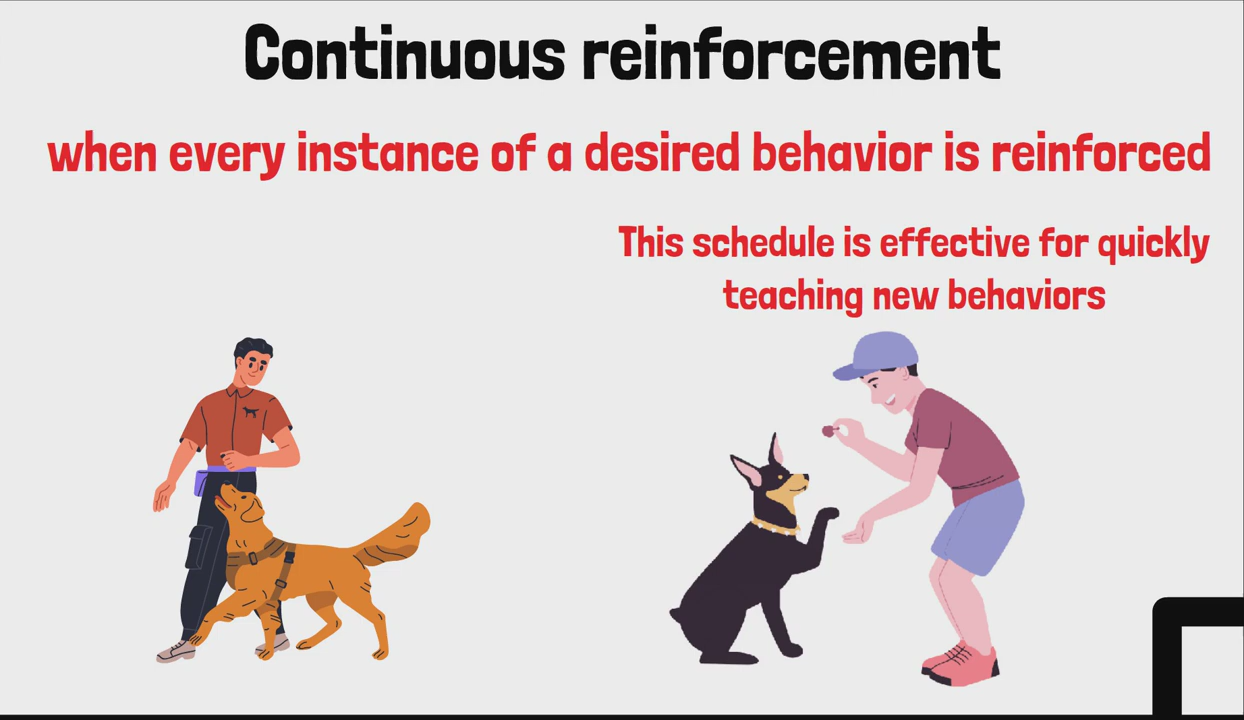 Continuous reinforcement
when every instance of a desired behavior is reinforced
This schedule is effective for quickly
teaching new behaviors